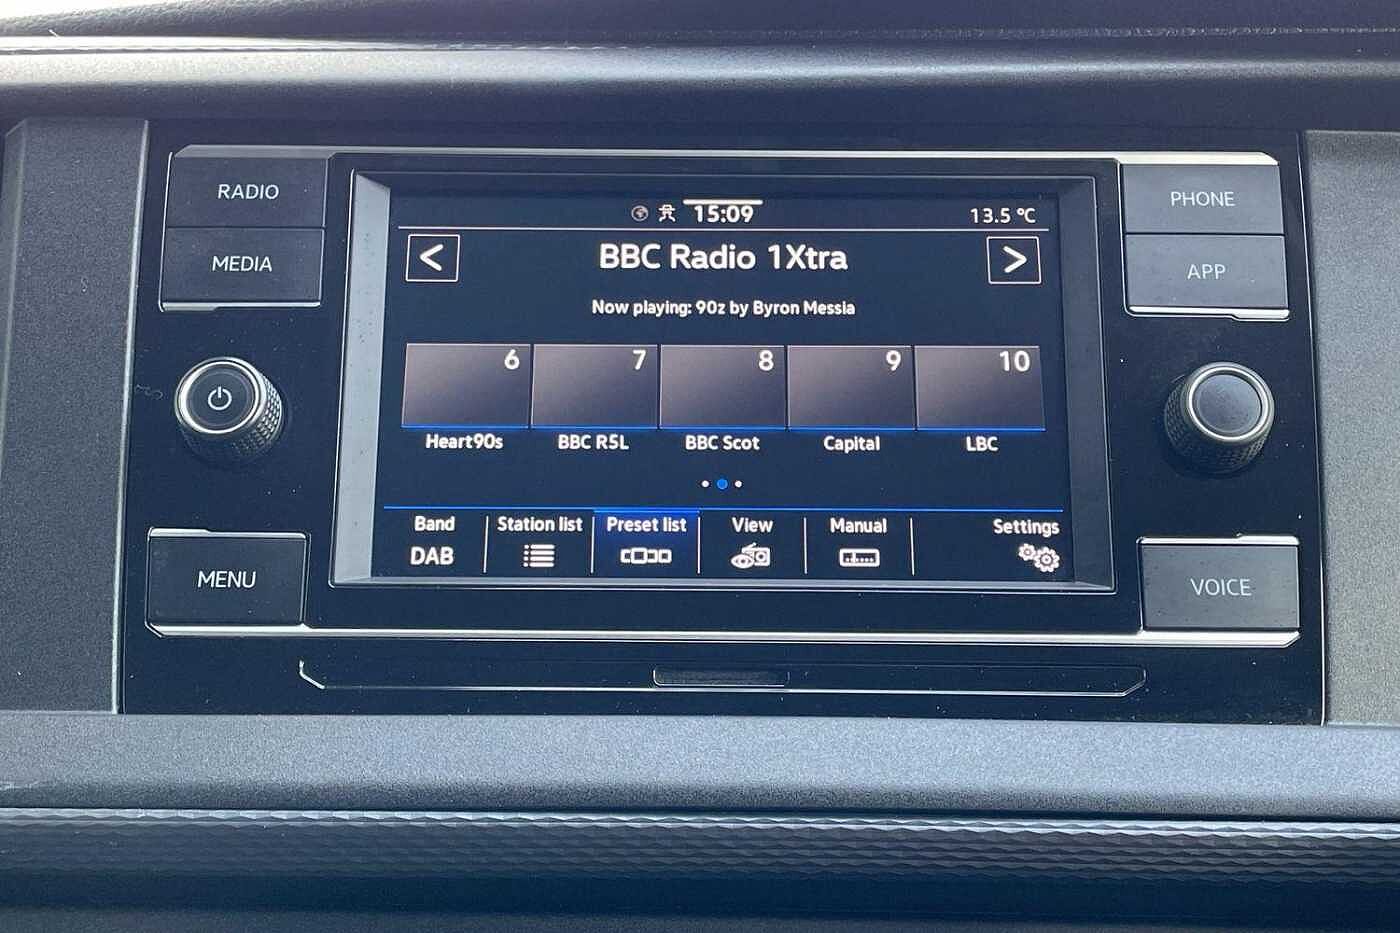 RADIO
MEDIA
MENU
15:09
13.5 °C
< BBC Radio 1Xtra >
Now playing: 90z by Byron Messia
6 7 8 9 10
Heart90s BBC R5L BBC Scot Capital LBC
Band Station list Preset list View Manual Settings
DAB
PHONE
APP
VOICE